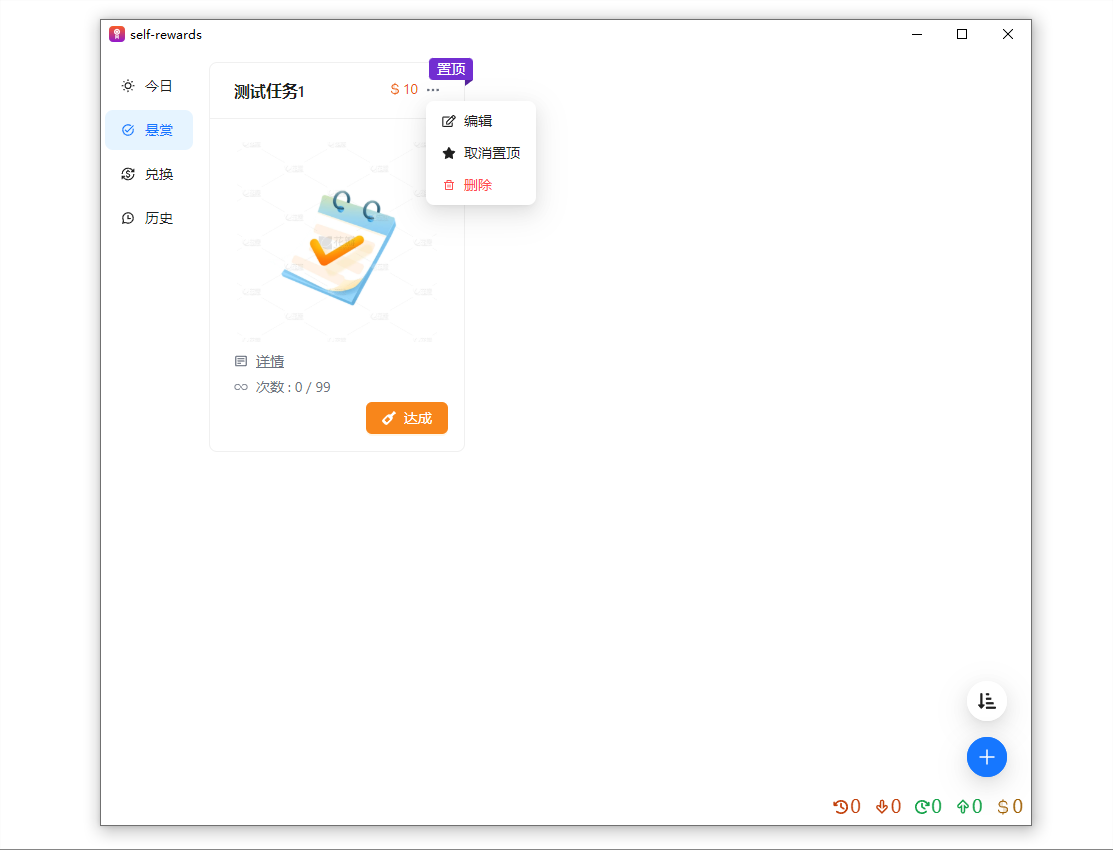 self-rewards
今日
悬赏
兑换
历史
置顶
测试任务1
$ 10
编辑
取消置顶
删除
详情
次数 : 0 / 99
达成
0 0 0 0 $ 0